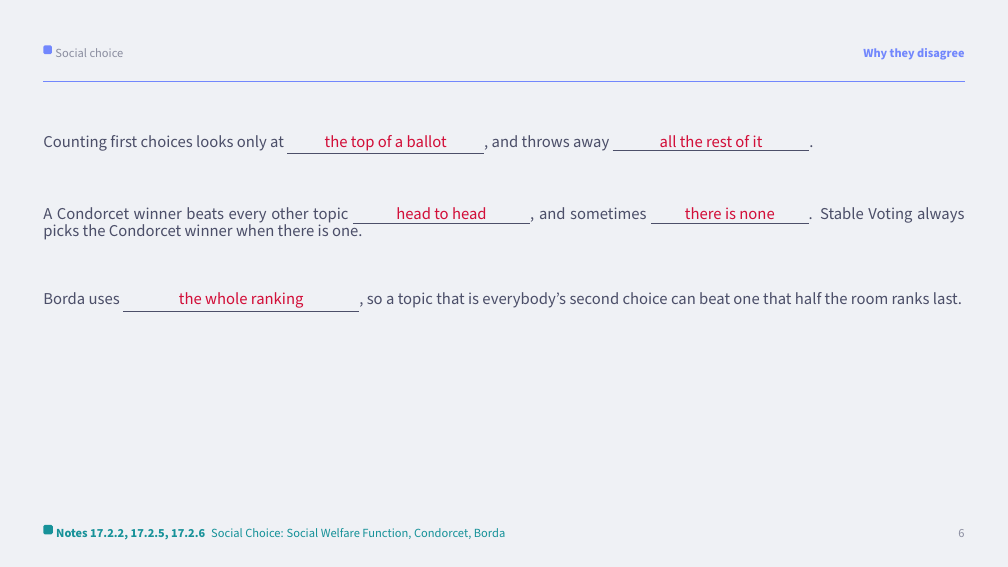 Social choice
Why they disagree
Counting first choices looks only at the top of a ballot, and throws away all the rest of it.
A Condorcet winner beats every other topic head to head, and sometimes there is none. Stable Voting always
picks the Condorcet winner when there is one.
Borda uses the whole ranking, so a topic that is everybody’s second choice can beat one that half the room ranks last.
Notes 17.2.2, 17.2.5, 17.2.6 Social Choice: Social Welfare Function, Condorcet, Borda
6